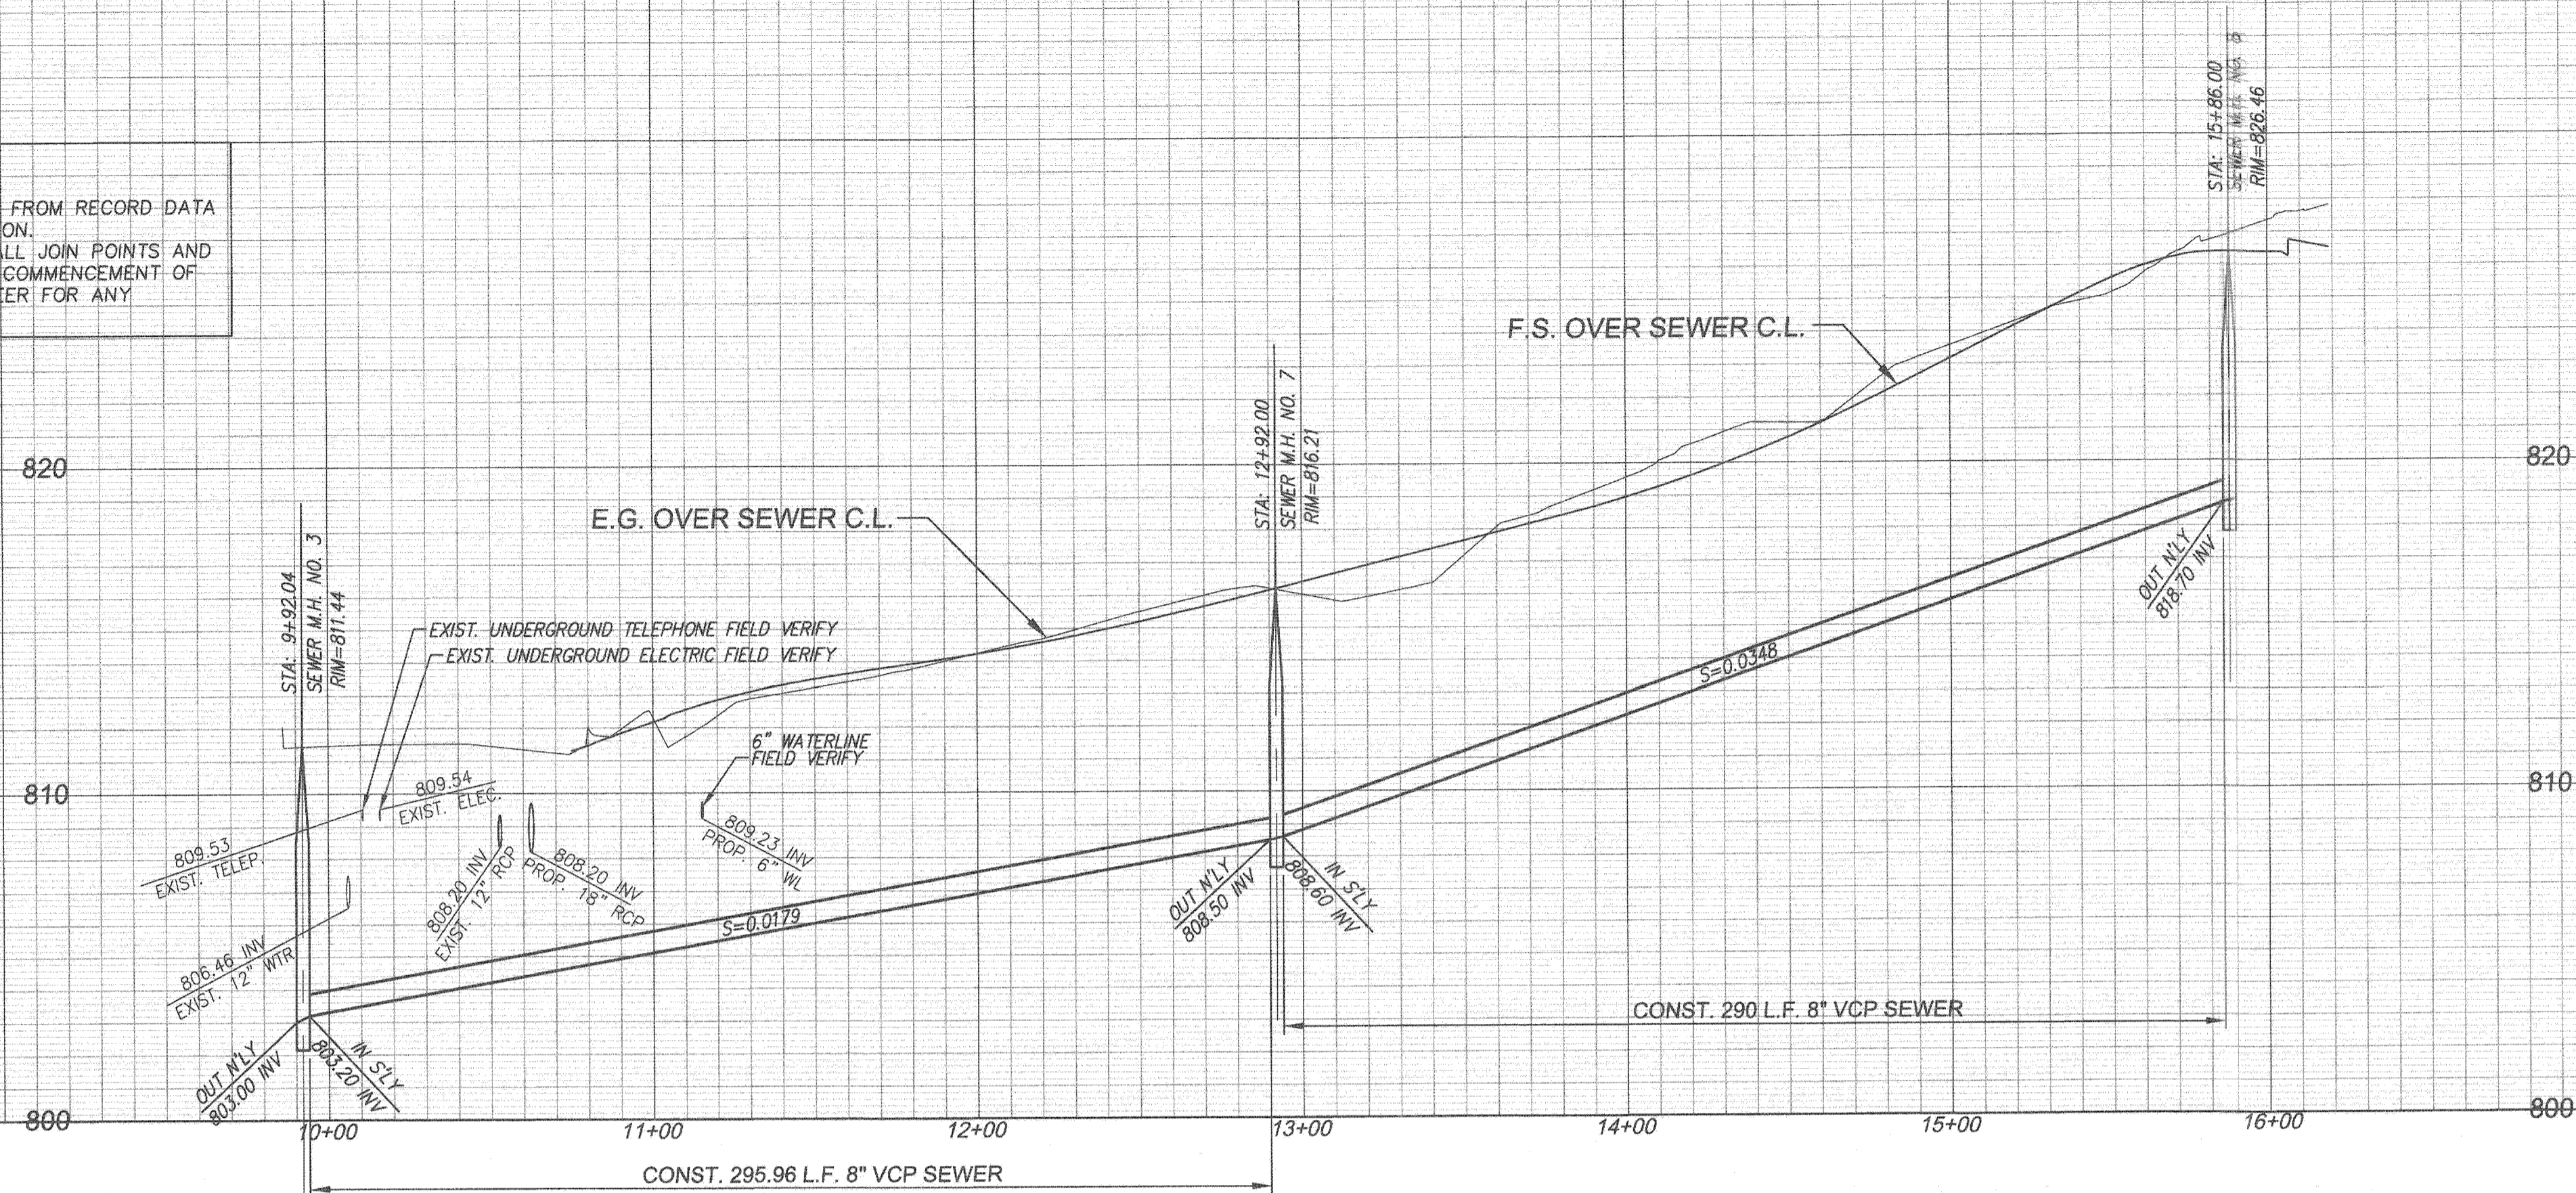 FROM RECORD DATA
ON.
ALL JOIN POINTS AND
COMMENCEMENT OF
EER FOR ANY
820
810
800
STA: 9+92.04
SEWER M.H. NO. 3
RIM=811.44
E.G. OVER SEWER C.L.
EXIST. UNDERGROUND TELEPHONE FIELD VERIFY
EXIST. UNDERGROUND ELECTRIC FIELD VERIFY
809.54
EXIST. ELEC.
809.53
EXIST. TELEP.
806.46 INV
EXIST. 12" WTR
808.20 INV
EXIST. 12" RCP
808.20 INV
PROP. 18" RCP
6" WATERLINE
FIELD VERIFY
809.23 INV
PROP. 6" WL
S=0.0179
OUT N'LY
803.00 INV
IN S'LY
803.20 INV
STA: 12+92.00
SEWER M.H. NO. 7
RIM=816.21
OUT N'LY
808.50 INV
IN S'LY
808.60 INV
F.S. OVER SEWER C.L.
S=0.0348
STA: 15+86.00
SEWER M.H. NO. 8
RIM=826.46
OUT N'LY
818.70 INV
820
810
800
CONST. 290 L.F. 8" VCP SEWER
10+00
11+00
12+00
13+00
14+00
15+00
16+00
CONST. 295.96 L.F. 8" VCP SEWER